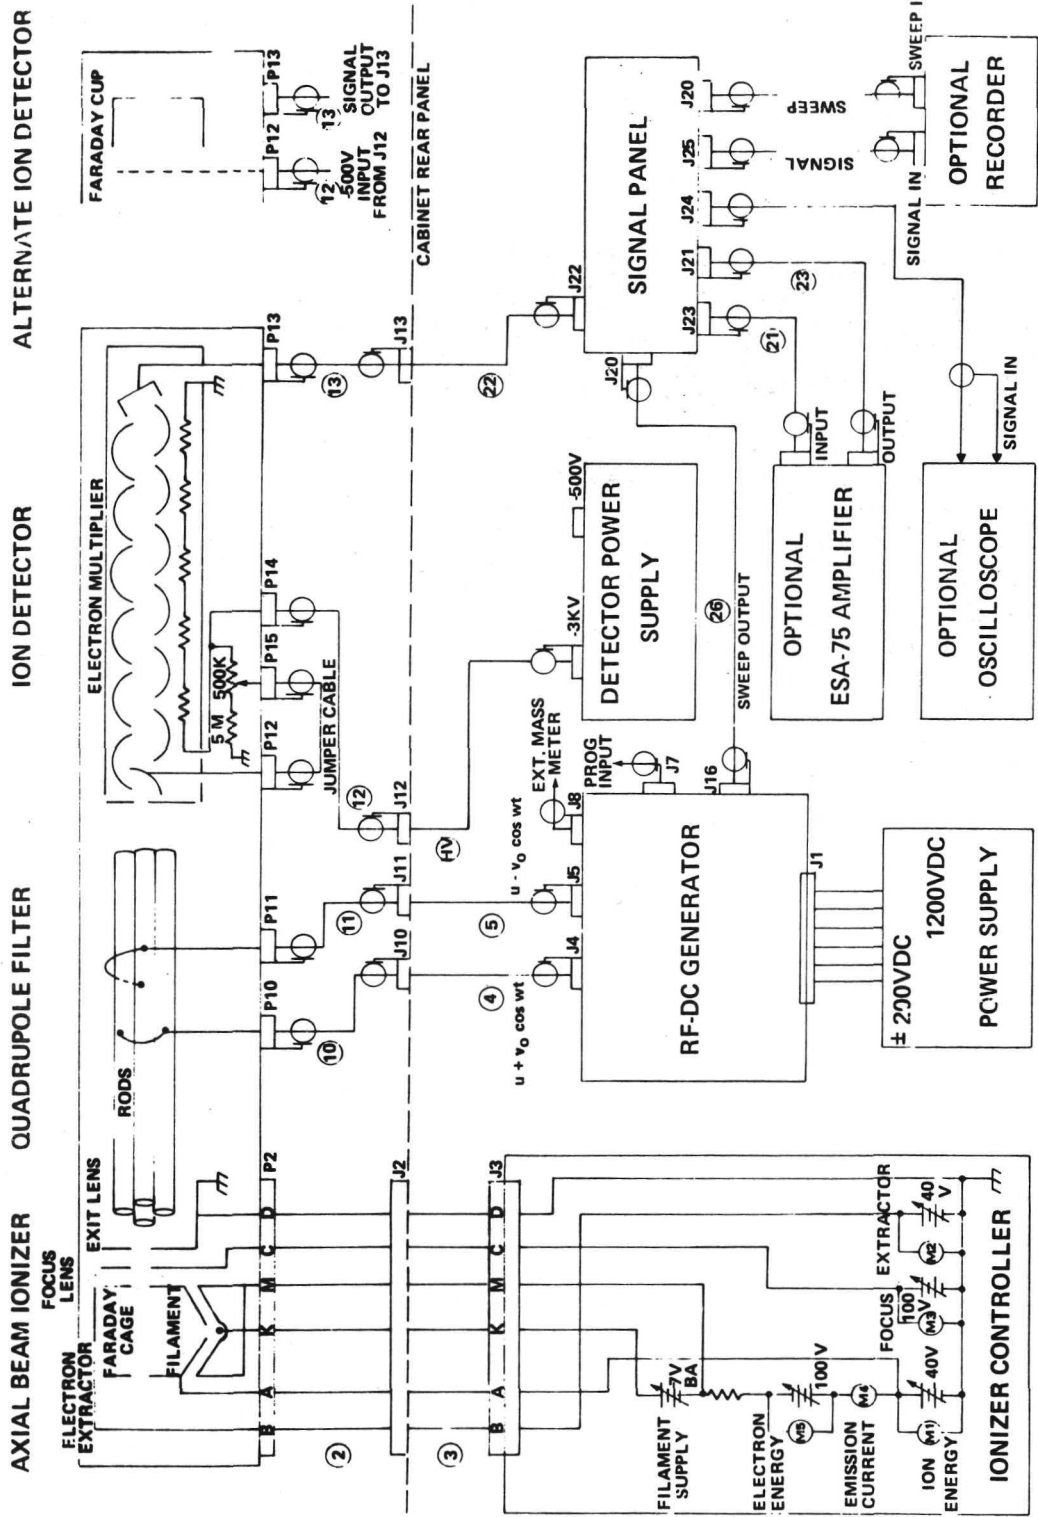 AXIAL BEAM IONIZER
QUADRUPOLE FILTER
ION DETECTOR
ALTERNATE ION DETECTOR
FOCUS
LENS
EXIT LENS
ELECTRON
EXTRACTOR
FARADAY
CAGE
FILAMENT
RODS
ELECTRON MULTIPLIER
5 M 500K
FARADAY CUP
B A K M C D P2
P10
P11
P12
P15
P14
P13
P12
P13
JUMPER CABLE
10
11
12
13
12
-500V
INPUT
FROM J12
13
SIGNAL
OUTPUT
TO J13
2
J2
J10
J11
J12
J13
CABINET REAR PANEL
3
4
5
HV
22
B A K M C D J3
u + v₀ cos wt
u - v₀ cos wt
J4
J5
J8
EXT. MASS
METER
PROG
INPUT
J7
J16
RF-DC GENERATOR
J1
± 200VDC
1200VDC
POWER SUPPLY
-3KV
-500V
DETECTOR POWER
SUPPLY
26
SWEEP OUTPUT
J22
J20
SIGNAL PANEL
J23
J21
J24
J25
J20
21
23
SIGNAL
SWEEP
INPUT
OUTPUT
OPTIONAL
ESA-75 AMPLIFIER
SIGNAL IN
SWEEP I
OPTIONAL
RECORDER
SIGNAL IN
OPTIONAL
OSCILLOSCOPE
FILAMENT
SUPPLY
7V
8A
ELECTRON
ENERGY
M5
100 V
EMISSION
CURRENT
M4
ION
ENERGY
M1
40V
FOCUS
100
V
M3
EXTRACTOR
M2
40
V
IONIZER CONTROLLER